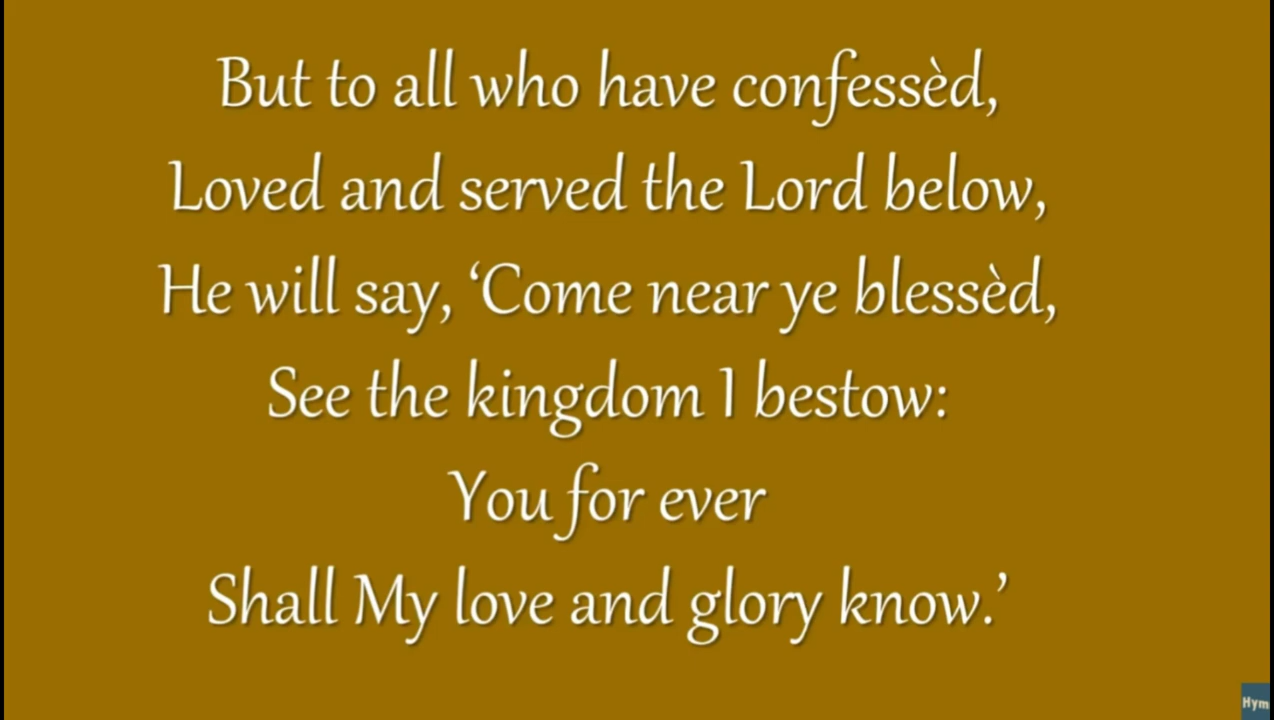 But to all who have confessèd,
Loved and served the Lord below,
He will say, ‘Come near ye blessèd,
See the kingdom I bestow:
You for ever
Shall My love and glory know.’
Hym